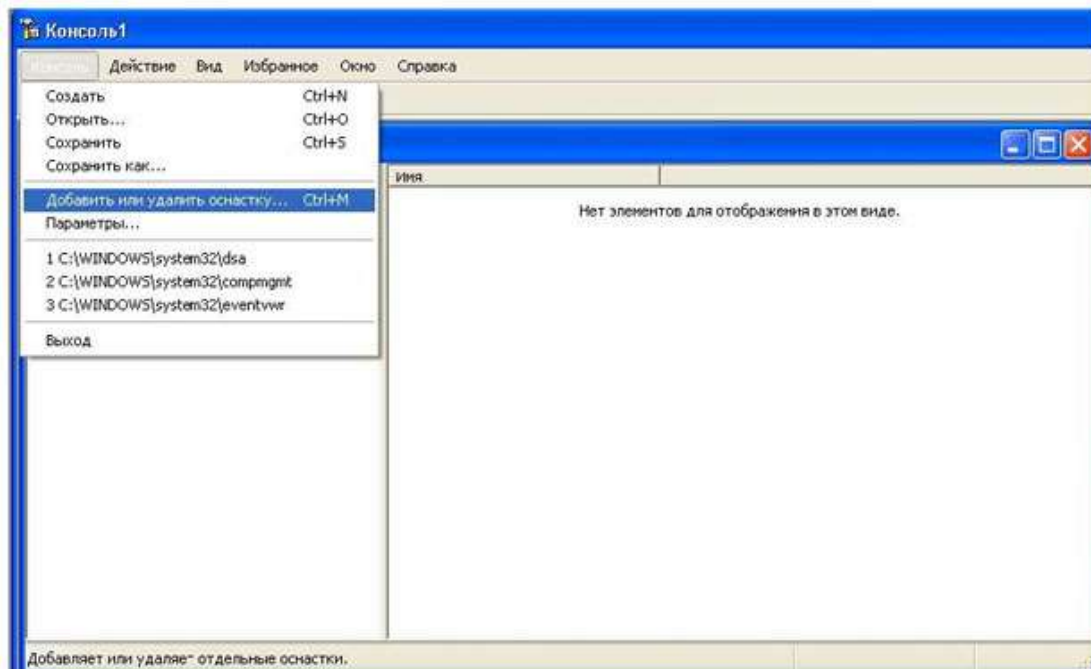 Консоль1
Консоль Действие Вид Избранное Окно Справка
Создать Ctrl+N
Открыть... Ctrl+O
Сохранить Ctrl+S
Сохранить как...
Добавить или удалить оснастку... Ctrl+M
Параметры...
1 C:\WINDOWS\system32\dsa
2 C:\WINDOWS\system32\compmgmt
3 C:\WINDOWS\system32\eventvwr
Выход
Имя
Нет элементов для отображения в этом виде.
Добавляет или удаляет отдельные оснастки.